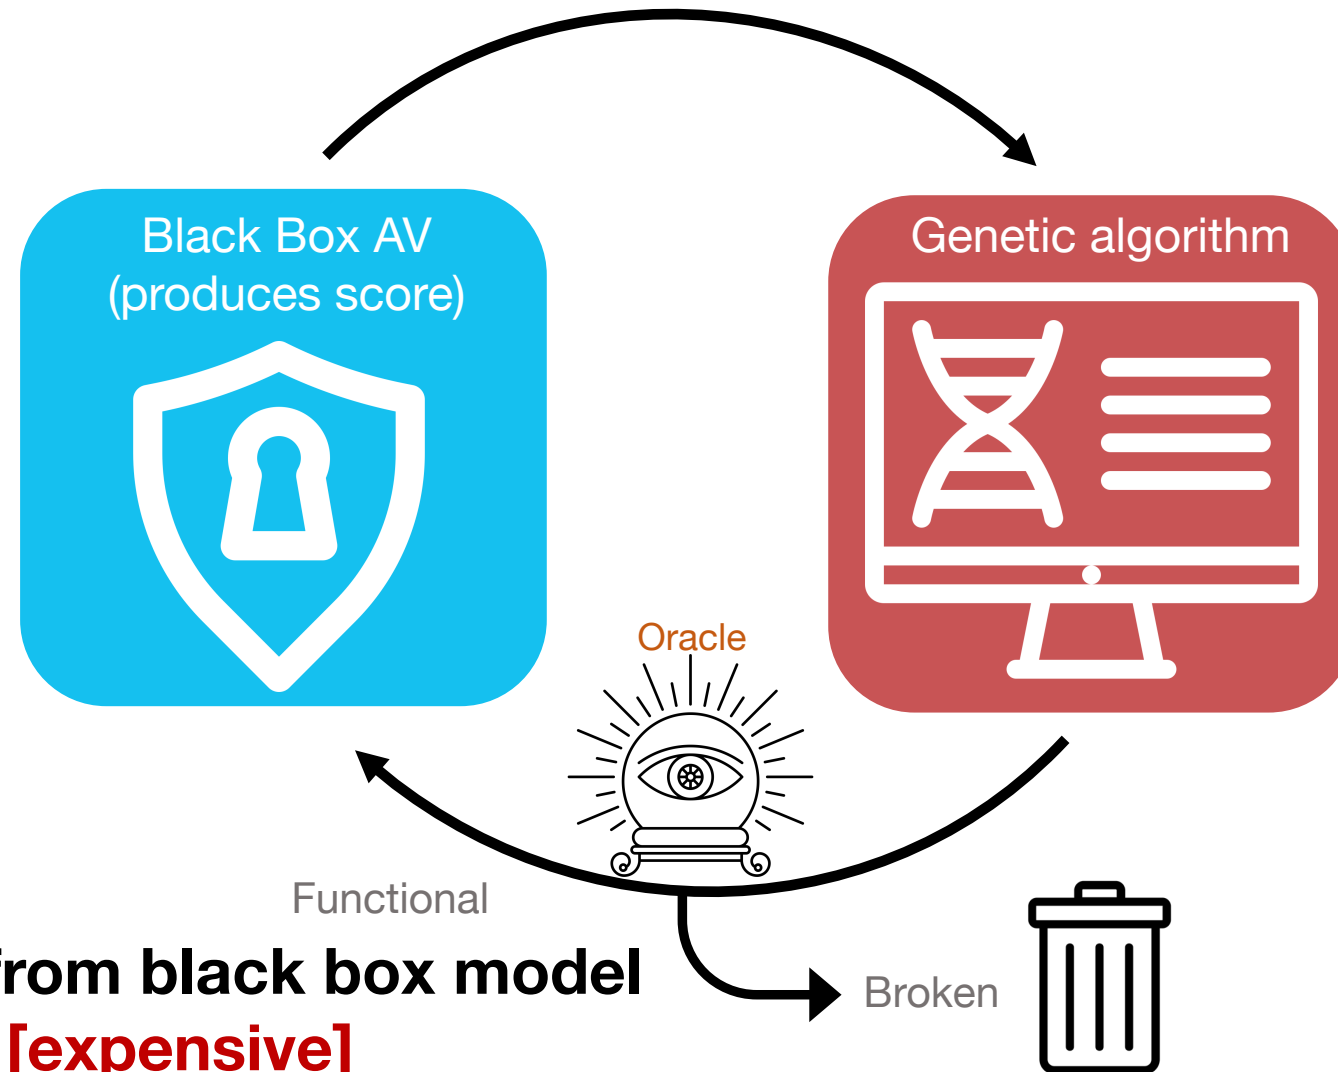 Black Box AV
(produces score)
Genetic algorithm
Oracle
Functional
from black box model
[expensive]
Broken